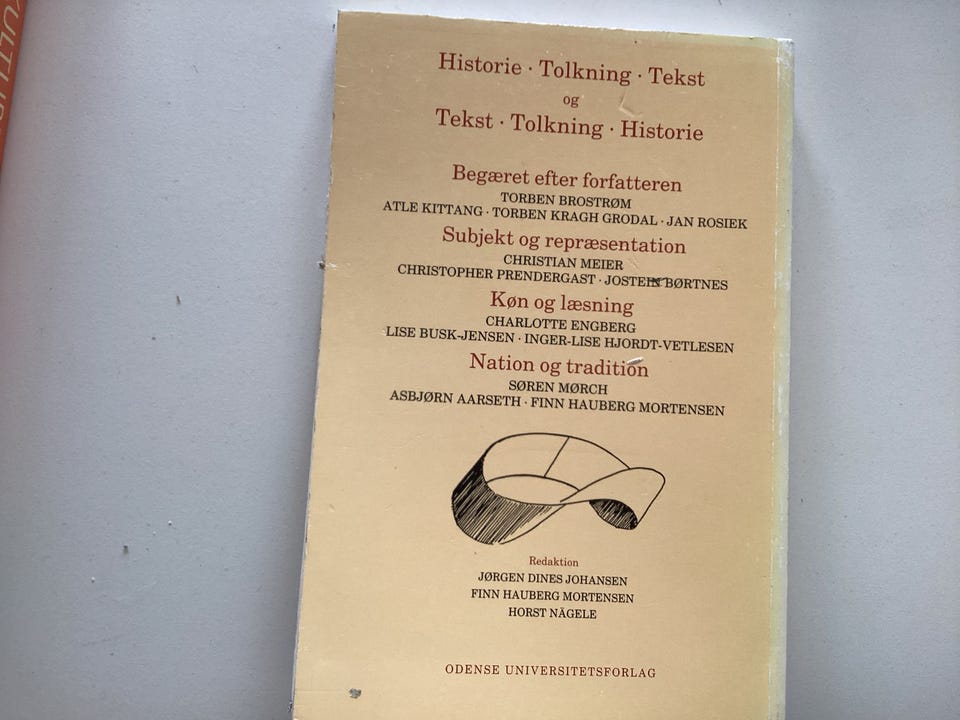 Historie · Tolkning · Tekst
og
Tekst · Tolkning · Historie
Begæret efter forfatteren
TORBEN BROSTRØM
ATLE KITTANG · TORBEN KRAGH GRODAL · JAN ROSIEK
Subjekt og repræsentation
CHRISTIAN MEIER
CHRISTOPHER PRENDERGAST · JOSTEIN BØRTNES
Køn og læsning
CHARLOTTE ENGBERG
LISE BUSK-JENSEN · INGER-LISE HJORDT-VETLESEN
Nation og tradition
SØREN MØRCH
ASBJØRN AARSETH · FINN HAUBERG MORTENSEN
Redaktion
JØRGEN DINES JOHANSEN
FINN HAUBERG MORTENSEN
HORST NÄGELE
ODENSE UNIVERSITETSFORLAG